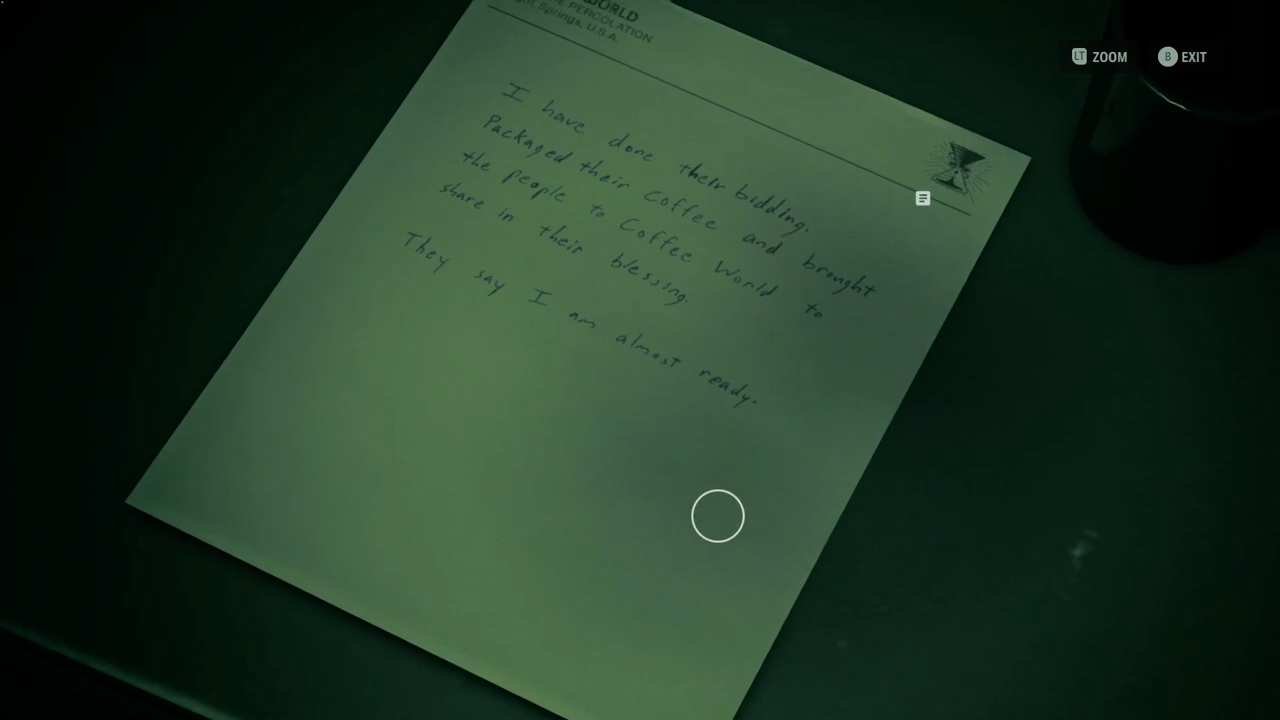 WORLD
PERCOLATION
Springs, U.S.A.
I have done their bidding.
Packaged their Coffee and brought
the people to Coffee World to
share in their blessing.
They say I am almost ready.
LT ZOOM
B EXIT